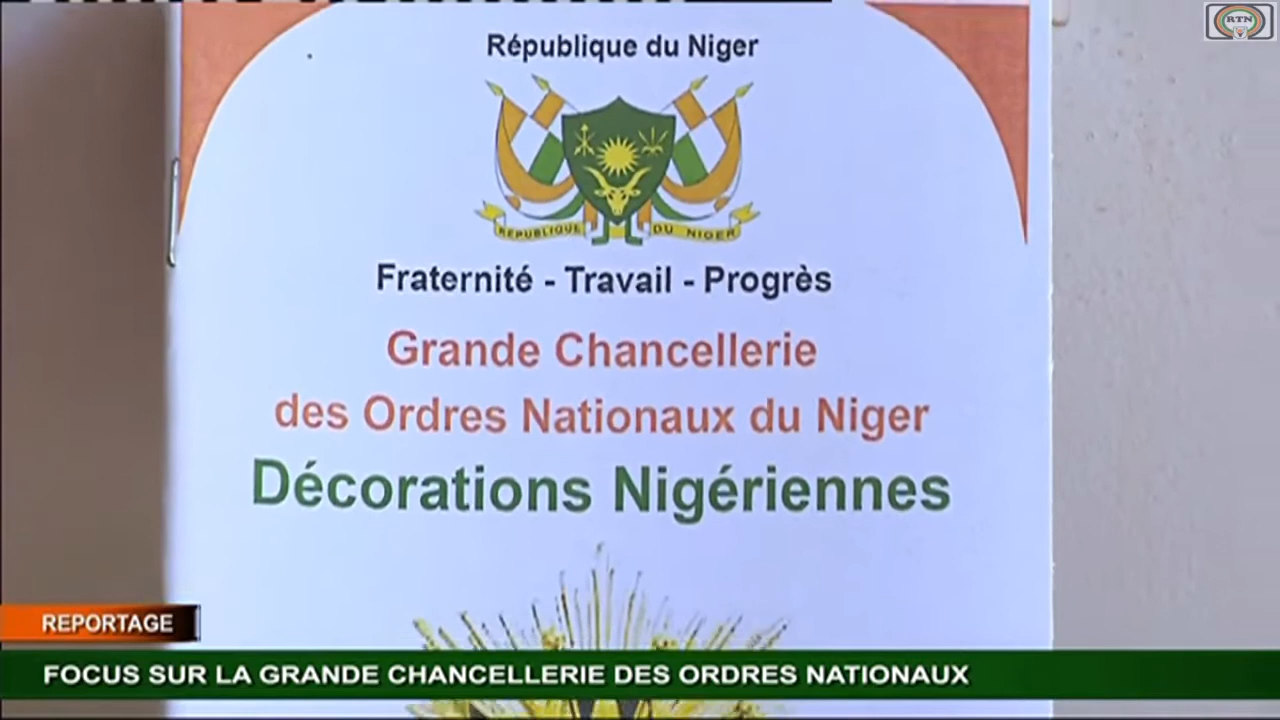 RTN
République du Niger
REPUBLIQUE DU NIGER
Fraternité - Travail - Progrès
Grande Chancellerie
des Ordres Nationaux du Niger
Décorations Nigériennes
REPORTAGE
FOCUS SUR LA GRANDE CHANCELLERIE DES ORDRES NATIONAUX